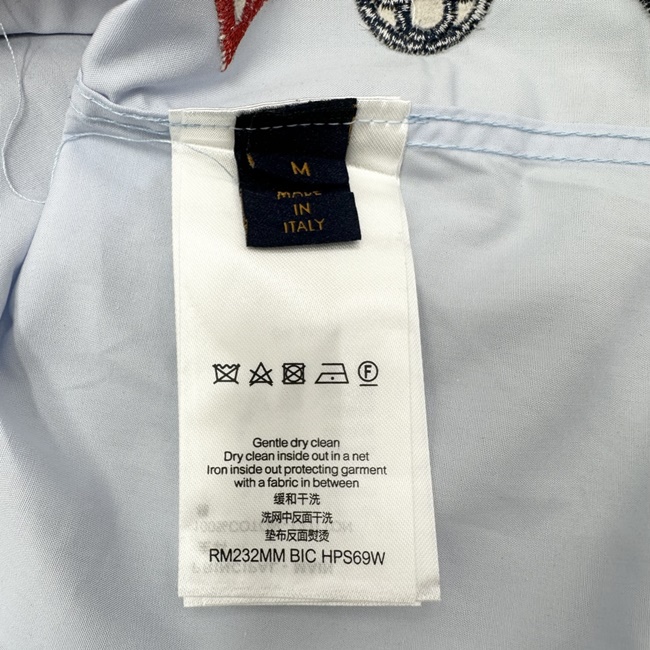 M
MADE
IN
ITALY
F
Gentle dry clean
Dry clean inside out in a net
Iron inside out protecting garment
with a fabric in between
缓和干洗
洗网中反面干洗
垫布反面熨烫
RM232MM BIC HPS69W